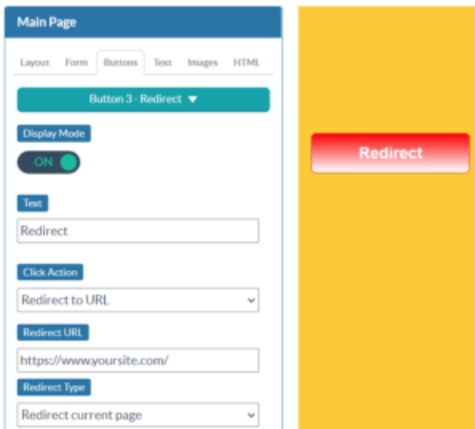 Main Page
Layout Form Buttons Text Images HTML
Button 3 - Redirect ▼
Display Mode
ON
Text
Redirect
Click Action
Redirect to URL
Redirect URL
https://www.yoursite.com/
Redirect Type
Redirect current page
Redirect